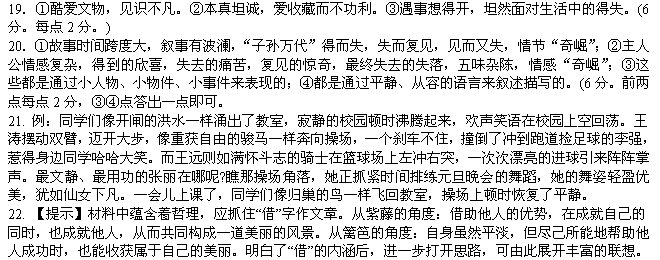 19. ①酷爱文物，见识不凡。②本真坦诚，爱收藏而不功利。③遇事想得开，坦然面对生活中的得失。(6
分。每点 2 分。)
20. ①故事时间跨度大，叙事有波澜，“子孙万代”得而失，失而复见，见而又失，情节“奇崛”；②主人
公情感复杂，得到的欣喜，失去的痛苦，复见的惊奇，最终失去的失落，五味杂陈，情感“奇崛”；③这
些都是通过小人物、小物件、小事件来表现的；④都是通过平静、从容的语言来叙述描写的。(6 分。前两
点每点 2 分，③④点答出一点即可。
21. 例：同学们像开闸的洪水一样涌出了教室，寂静的校园顿时沸腾起来，欢声笑语在校园上空回荡。王
涛摆动双臂，迈开大步，像重获自由的骏马一样奔向操场，一个刹车不住，撞倒了冲到跑道捡足球的李强，
惹得身边同学哈哈大笑。而王远则如满怀斗志的骑士在篮球场上左冲右突，一次次漂亮的进球引来阵阵掌
声。最文静、最用功的张丽在哪呢?瞧那操场角落，她正抓紧时间排练元旦晚会的舞蹈，她的舞姿轻盈优
美，犹如仙女下凡。一会儿上课了，同学们像归巢的鸟一样飞回教室，操场上顿时恢复了平静。
22. 【提示】材料中蕴含着哲理，应抓住“借”字作文章。从紫藤的角度：借助他人的优势，在成就自己的
同时，也成就他人，从而共同构成一道美丽的风景。从篱笆的角度：自身虽然平淡，但尽己所能地帮助他
人成功时，也能收获属于自己的美丽。明白了“借”的内涵后，进一步打开思路，可由此展开丰富的联想。